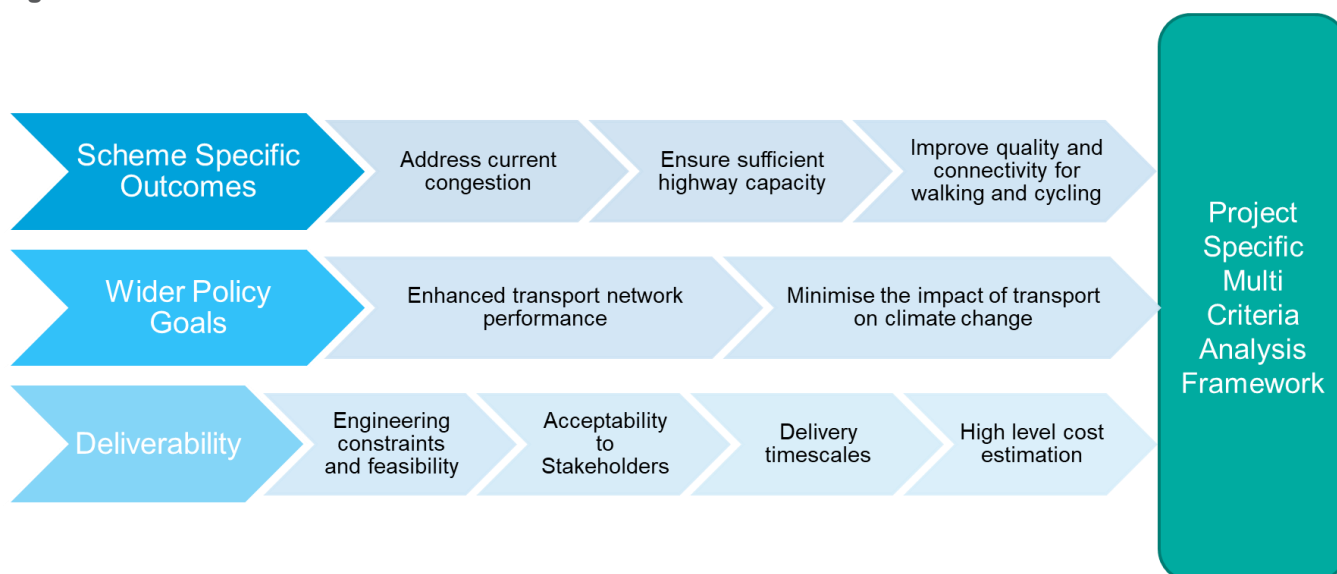 Scheme Specific
Outcomes
Address current
congestion
Ensure sufficient
highway capacity
Improve quality and
connectivity for
walking and cycling
Wider Policy
Goals
Enhanced transport network
performance
Minimise the impact of transport
on climate change
Deliverability
Engineering
constraints
and feasibility
Acceptability
to
Stakeholders
Delivery
timescales
High level cost
estimation
Project
Specific
Multi
Criteria
Analysis
Framework